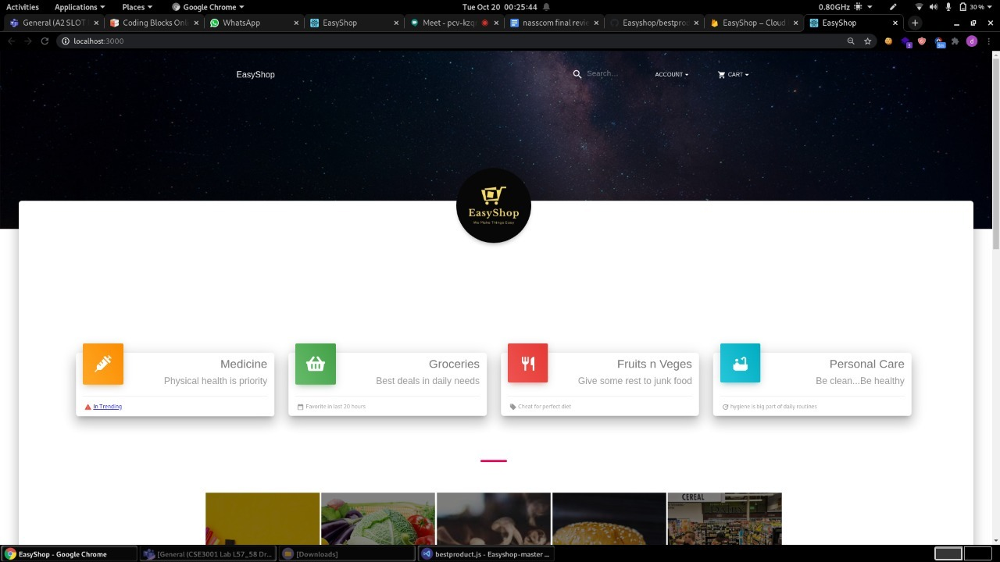 Activities Applications Places Google Chrome Tue Oct 20 00:25:44 0.80GHz 30%
General (A2 SLOT Coding Blocks Onli WhatsApp EasyShop Meet - pcv-kzq nasscom final revie Easyshop/bestproc EasyShop – Cloud EasyShop
localhost:3000
EasyShop Search... ACCOUNT CART
EasyShop
We Make Things Easy
Medicine
Physical health is priority
In Trending
Groceries
Best deals in daily needs
Favorite in last 20 hours
Fruits n Veges
Give some rest to junk food
Cheat for perfect diet
Personal Care
Be clean...Be healthy
hygiene is big part of daily routines
CEREAL
EasyShop - Google Chrome [General (CSE3001 Lab L57_58 Dr... [Downloads] bestproduct.js - Easyshop-master ...